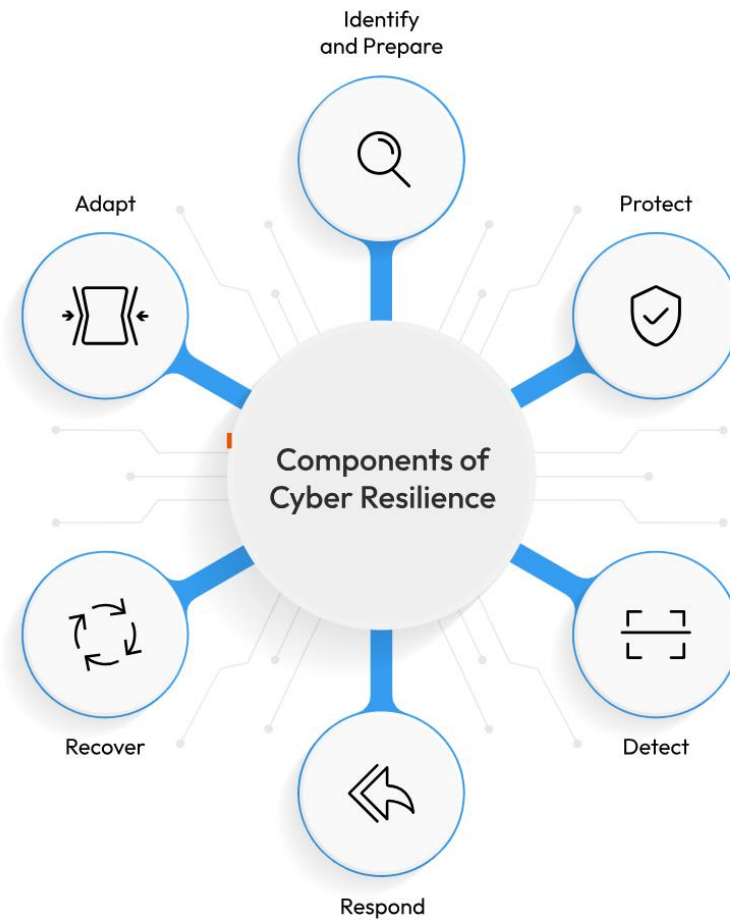 Identify
and Prepare
Adapt
Protect
Components of
Cyber Resilience
Recover
Detect
Respond